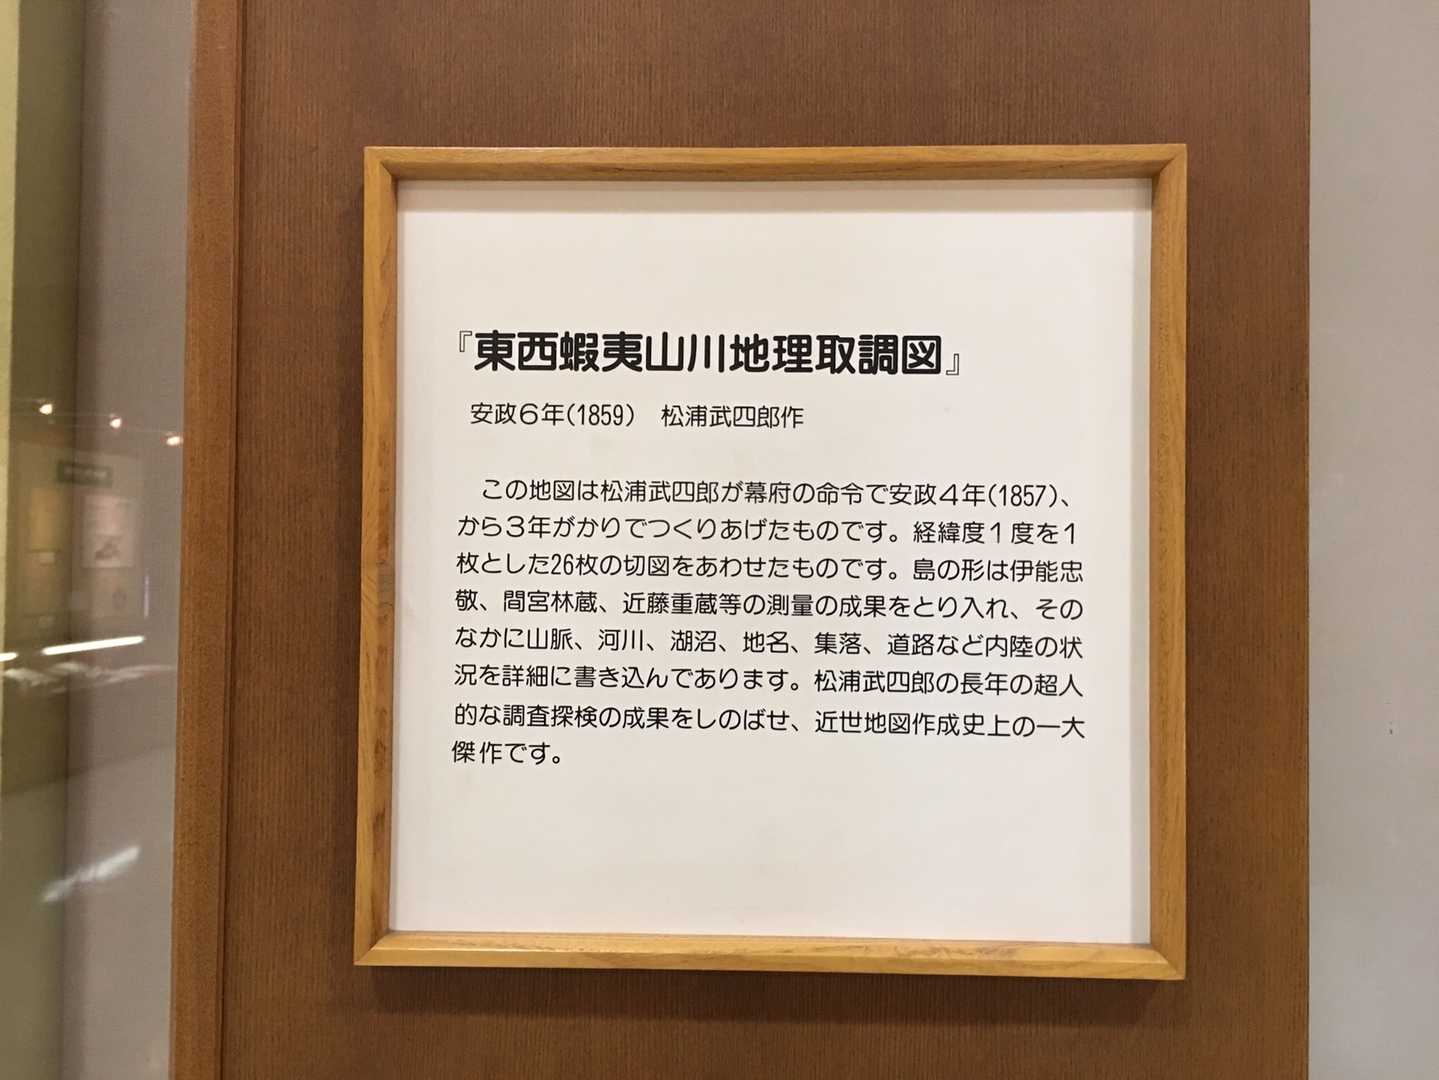 『東西蝦夷山川地理取調図』
安政6年(1859)　松浦武四郎作
この地図は松浦武四郎が幕府の命令で安政4年(1857)、
から3年がかりでつくりあげたものです。経緯度1度を1
枚とした26枚の切図をあわせたものです。島の形は伊能忠
敬、間宮林蔵、近藤重蔵等の測量の成果をとり入れ、その
なかに山脈、河川、湖沼、地名、集落、道路など内陸の状
況を詳細に書き込んであります。松浦武四郎の長年の超人
的な調査探検の成果をしのばせ、近世地図作成史上の一大
傑作です。